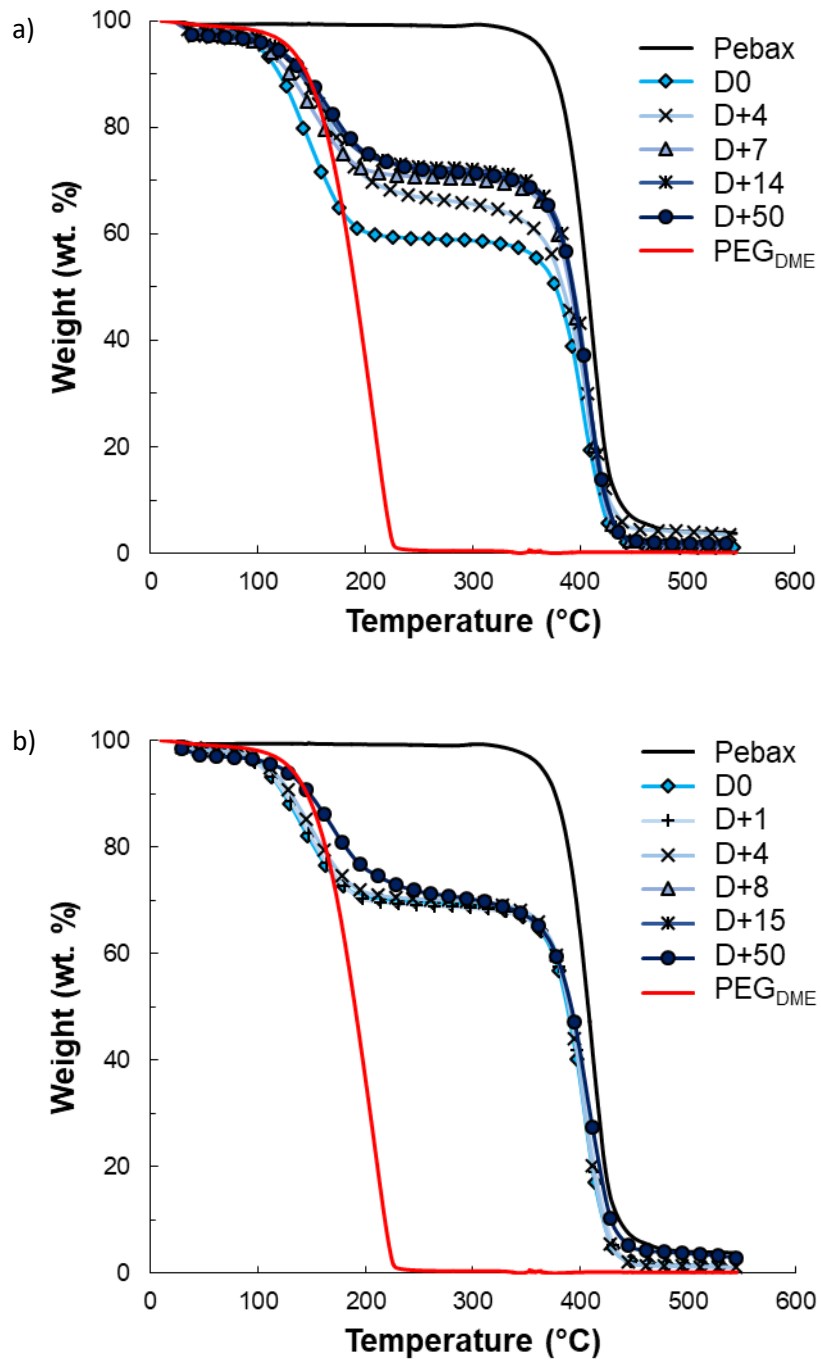 a)
100
80
60
40
20
0
Weight (wt. %)
0 100 200 300 400 500 600
Temperature (°C)
Pebax
D0
D+4
D+7
D+14
D+50
PEG_DME
b)
100
80
60
40
20
0
Weight (wt. %)
0 100 200 300 400 500 600
Temperature (°C)
Pebax
D0
D+1
D+4
D+8
D+15
D+50
PEG_DME